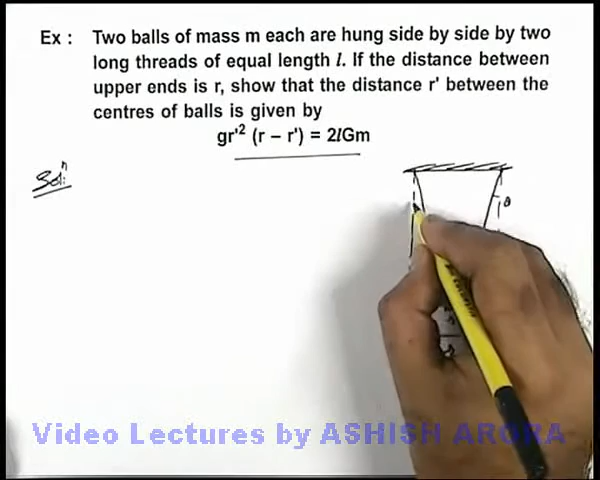 Ex : Two balls of mass m each are hung side by side by two
long threads of equal length l. If the distance between
upper ends is r, show that the distance r' between the
centres of balls is given by
gr'² (r – r') = 2lGm
Solⁿ:
θ
Video Lectures by ASHISH ARORA